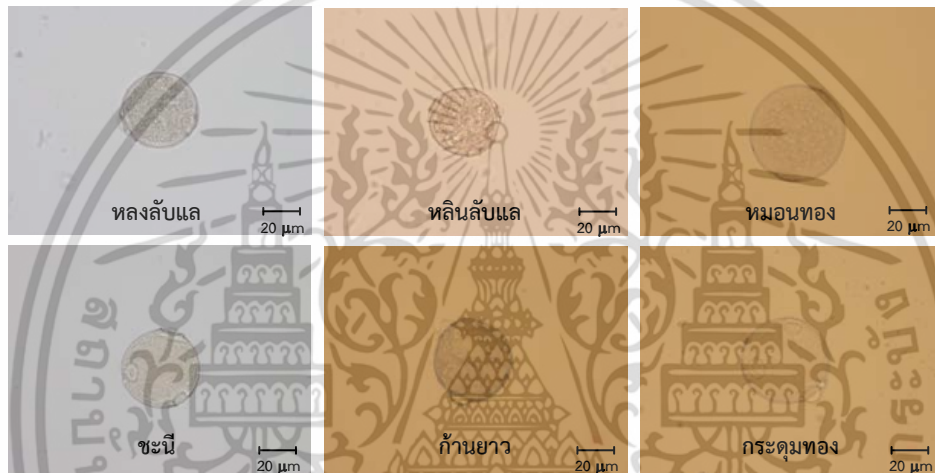 หลงลับแล
20 μm
หลินลับแล
20 μm
หมอนทอง
20 μm
ชะนี
20 μm
ก้านยาว
20 μm
กระดุมทอง
20 μm